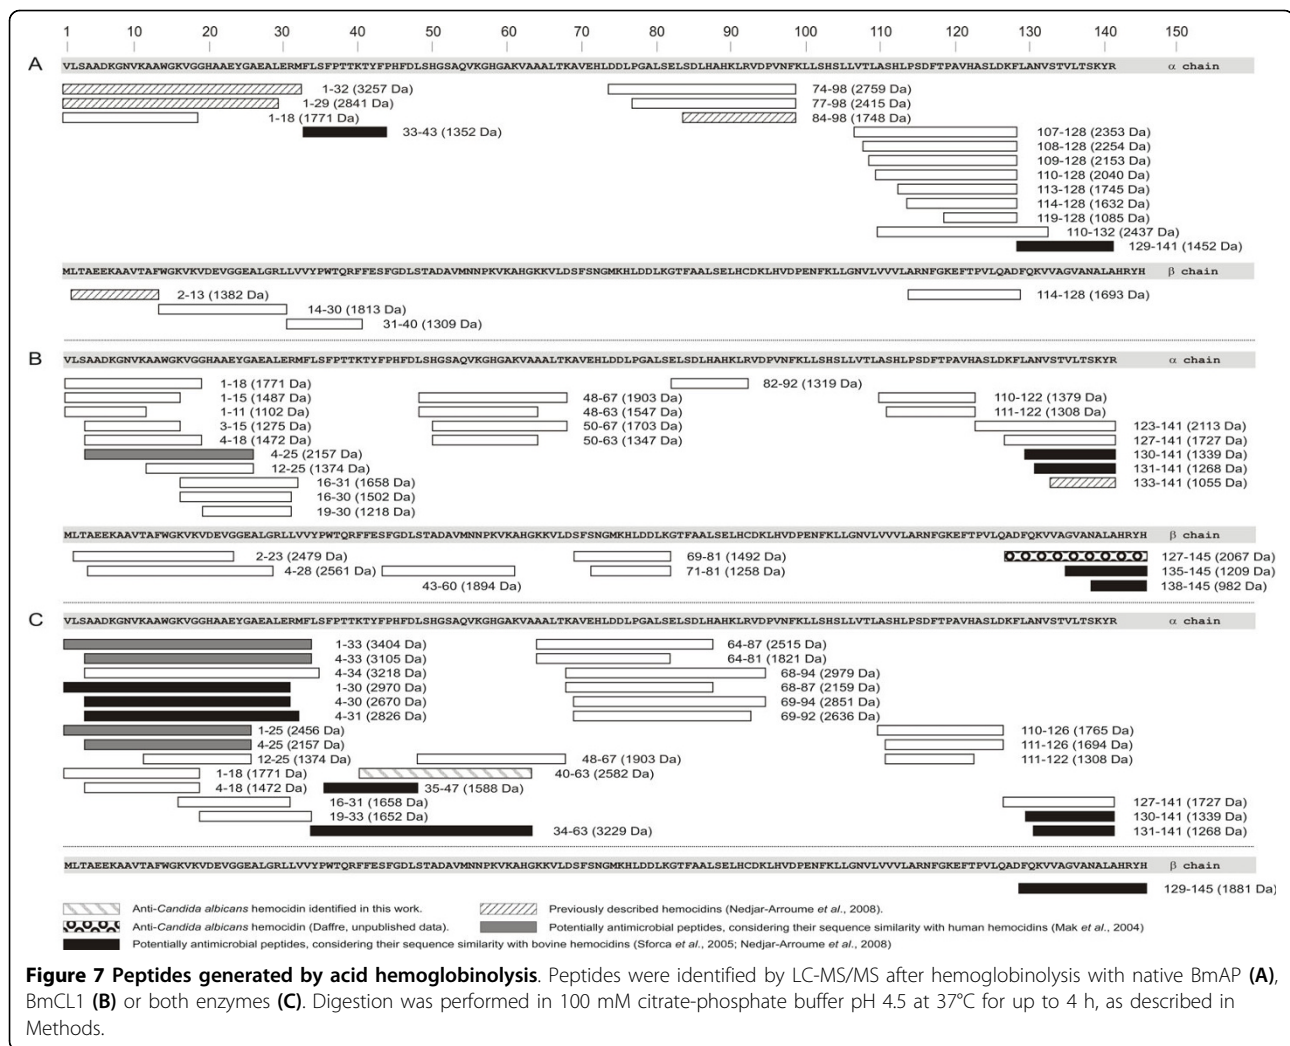 1 10 20 30 40 50 60 70 80 90 100 110 120 130 140 150
A VLSAADKGNVKAAWGKVGGHAAEYGAEALERMFLSFPTTKTYFPHFDLSHGSAQVKGHGAKVAAALTKAVEHLDDLPGALSELSDLHAHKLRVDPVNFKLLSHSLLVTLASHLPSDFTPAVHASLDKFLANVSTVLTSKYR α chain
1-32 (3257 Da) 74-98 (2759 Da)
1-29 (2841 Da) 77-98 (2415 Da)
1-18 (1771 Da) 84-98 (1748 Da)
33-43 (1352 Da) 107-128 (2353 Da)
108-128 (2254 Da)
109-128 (2153 Da)
110-128 (2040 Da)
113-128 (1745 Da)
114-128 (1632 Da)
119-128 (1085 Da)
110-132 (2437 Da)
129-141 (1452 Da)
MLTAEEKAAVTAFWGKVKVDEVGGEALGRLLVVYPWTQRFFESFGDLSTADAVMNNPKVKAHGKKVLDSFSNGMKHLDDLKGTFAALSELHCDKLHVDPENFKLLGNVLVVVLARNFGKEFTPVLQADFQKVVAGVANALAHRYH β chain
2-13 (1382 Da) 114-128 (1693 Da)
14-30 (1813 Da)
31-40 (1309 Da)
B VLSAADKGNVKAAWGKVGGHAAEYGAEALERMFLSFPTTKTYFPHFDLSHGSAQVKGHGAKVAAALTKAVEHLDDLPGALSELSDLHAHKLRVDPVNFKLLSHSLLVTLASHLPSDFTPAVHASLDKFLANVSTVLTSKYR α chain
1-18 (1771 Da) 82-92 (1319 Da)
1-15 (1487 Da) 48-67 (1903 Da) 110-122 (1379 Da)
1-11 (1102 Da) 48-63 (1547 Da) 111-122 (1308 Da)
3-15 (1275 Da) 50-67 (1703 Da) 123-141 (2113 Da)
4-18 (1472 Da) 50-63 (1347 Da) 127-141 (1727 Da)
4-25 (2157 Da) 130-141 (1339 Da)
12-25 (1374 Da) 131-141 (1268 Da)
16-31 (1658 Da) 133-141 (1055 Da)
16-30 (1502 Da)
19-30 (1218 Da)
MLTAEEKAAVTAFWGKVKVDEVGGEALGRLLVVYPWTQRFFESFGDLSTADAVMNNPKVKAHGKKVLDSFSNGMKHLDDLKGTFAALSELHCDKLHVDPENFKLLGNVLVVVLARNFGKEFTPVLQADFQKVVAGVANALAHRYH β chain
2-23 (2479 Da) 69-81 (1492 Da) 127-145 (2067 Da)
4-28 (2561 Da) 71-81 (1258 Da) 135-145 (1209 Da)
43-60 (1894 Da) 138-145 (982 Da)
C VLSAADKGNVKAAWGKVGGHAAEYGAEALERMFLSFPTTKTYFPHFDLSHGSAQVKGHGAKVAAALTKAVEHLDDLPGALSELSDLHAHKLRVDPVNFKLLSHSLLVTLASHLPSDFTPAVHASLDKFLANVSTVLTSKYR α chain
1-33 (3404 Da) 64-87 (2515 Da)
4-33 (3105 Da) 64-81 (1821 Da)
4-34 (3218 Da) 68-94 (2979 Da)
1-30 (2970 Da) 68-87 (2159 Da)
4-30 (2670 Da) 69-94 (2851 Da)
4-31 (2826 Da) 69-92 (2636 Da)
1-25 (2456 Da) 110-126 (1765 Da)
4-25 (2157 Da) 111-126 (1694 Da)
12-25 (1374 Da) 48-67 (1903 Da) 111-122 (1308 Da)
1-18 (1771 Da) 40-63 (2582 Da)
4-18 (1472 Da) 35-47 (1588 Da)
16-31 (1658 Da) 127-141 (1727 Da)
19-33 (1652 Da) 130-141 (1339 Da)
34-63 (3229 Da) 131-141 (1268 Da)
MLTAEEKAAVTAFWGKVKVDEVGGEALGRLLVVYPWTQRFFESFGDLSTADAVMNNPKVKAHGKKVLDSFSNGMKHLDDLKGTFAALSELHCDKLHVDPENFKLLGNVLVVVLARNFGKEFTPVLQADFQKVVAGVANALAHRYH β chain
129-145 (1881 Da)
Anti-Candida albicans hemocidin identified in this work. Previously described hemocidins (Nedjar-Arroume et al., 2008).
Anti-Candida albicans hemocidin (Daffre, unpublished data). Potentially antimicrobial peptides, considering their sequence similarity with human hemocidins (Mak et al., 2004)
Potentially antimicrobial peptides, considering their sequence similarity with bovine hemocidins (Sforca et al., 2005; Nedjar-Arroume et al., 2008)
Figure 7 Peptides generated by acid hemoglobinolysis. Peptides were identified by LC-MS/MS after hemoglobinolysis with native BmAP (A),
BmCL1 (B) or both enzymes (C). Digestion was performed in 100 mM citrate-phosphate buffer pH 4.5 at 37°C for up to 4 h, as described in
Methods.